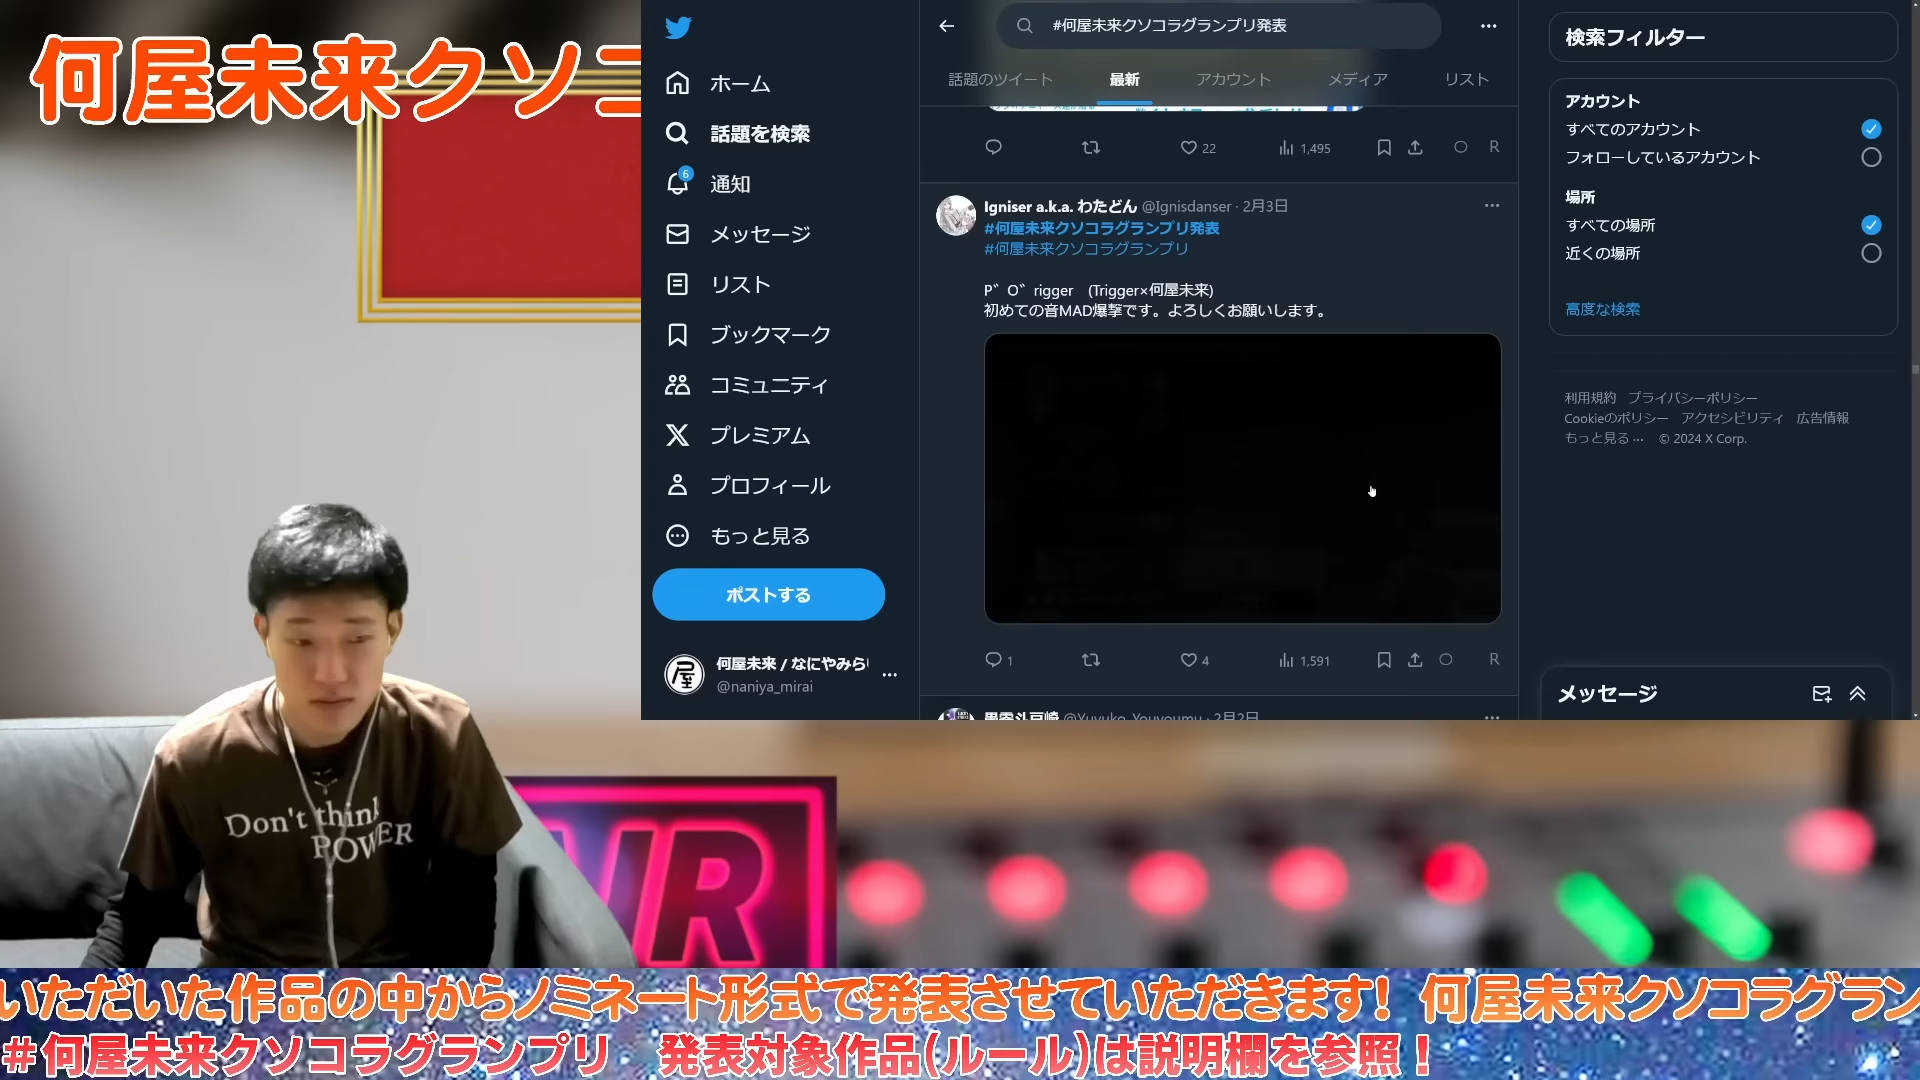 何屋未来クソコ
ホーム
話題を検索
6
通知
メッセージ
リスト
ブックマーク
コミュニティ
プレミアム
プロフィール
もっと見る
ポストする
屋
何屋未来 / なにやみら
@naniya_mirai
#何屋未来クソコラグランプリ発表
話題のツイート
最新
アカウント
メディア
リスト
22
1,495
R
Igniser a.k.a. わたどん @Ignisdanser · 2月3日
#何屋未来クソコラグランプリ発表
#何屋未来クソコラグランプリ
P゛O゛rigger (Trigger×何屋未来)
初めての音MAD爆撃です。よろしくお願いします。
1
4
1,591
R
@Yuyuko_Youyoumu · 2月2日
検索フィルター
アカウント
すべてのアカウント
フォローしているアカウント
場所
すべての場所
近くの場所
高度な検索
利用規約 プライバシーポリシー
Cookieのポリシー アクセシビリティ 広告情報
もっと見る … © 2024 X Corp.
メッセージ
Don't think
POWER
VR
いただいた作品の中からノミネート形式で発表させていただきます! 何屋未来クソコラグラン
#何屋未来クソコラグランプリ 発表対象作品(ルール)は説明欄を参照！